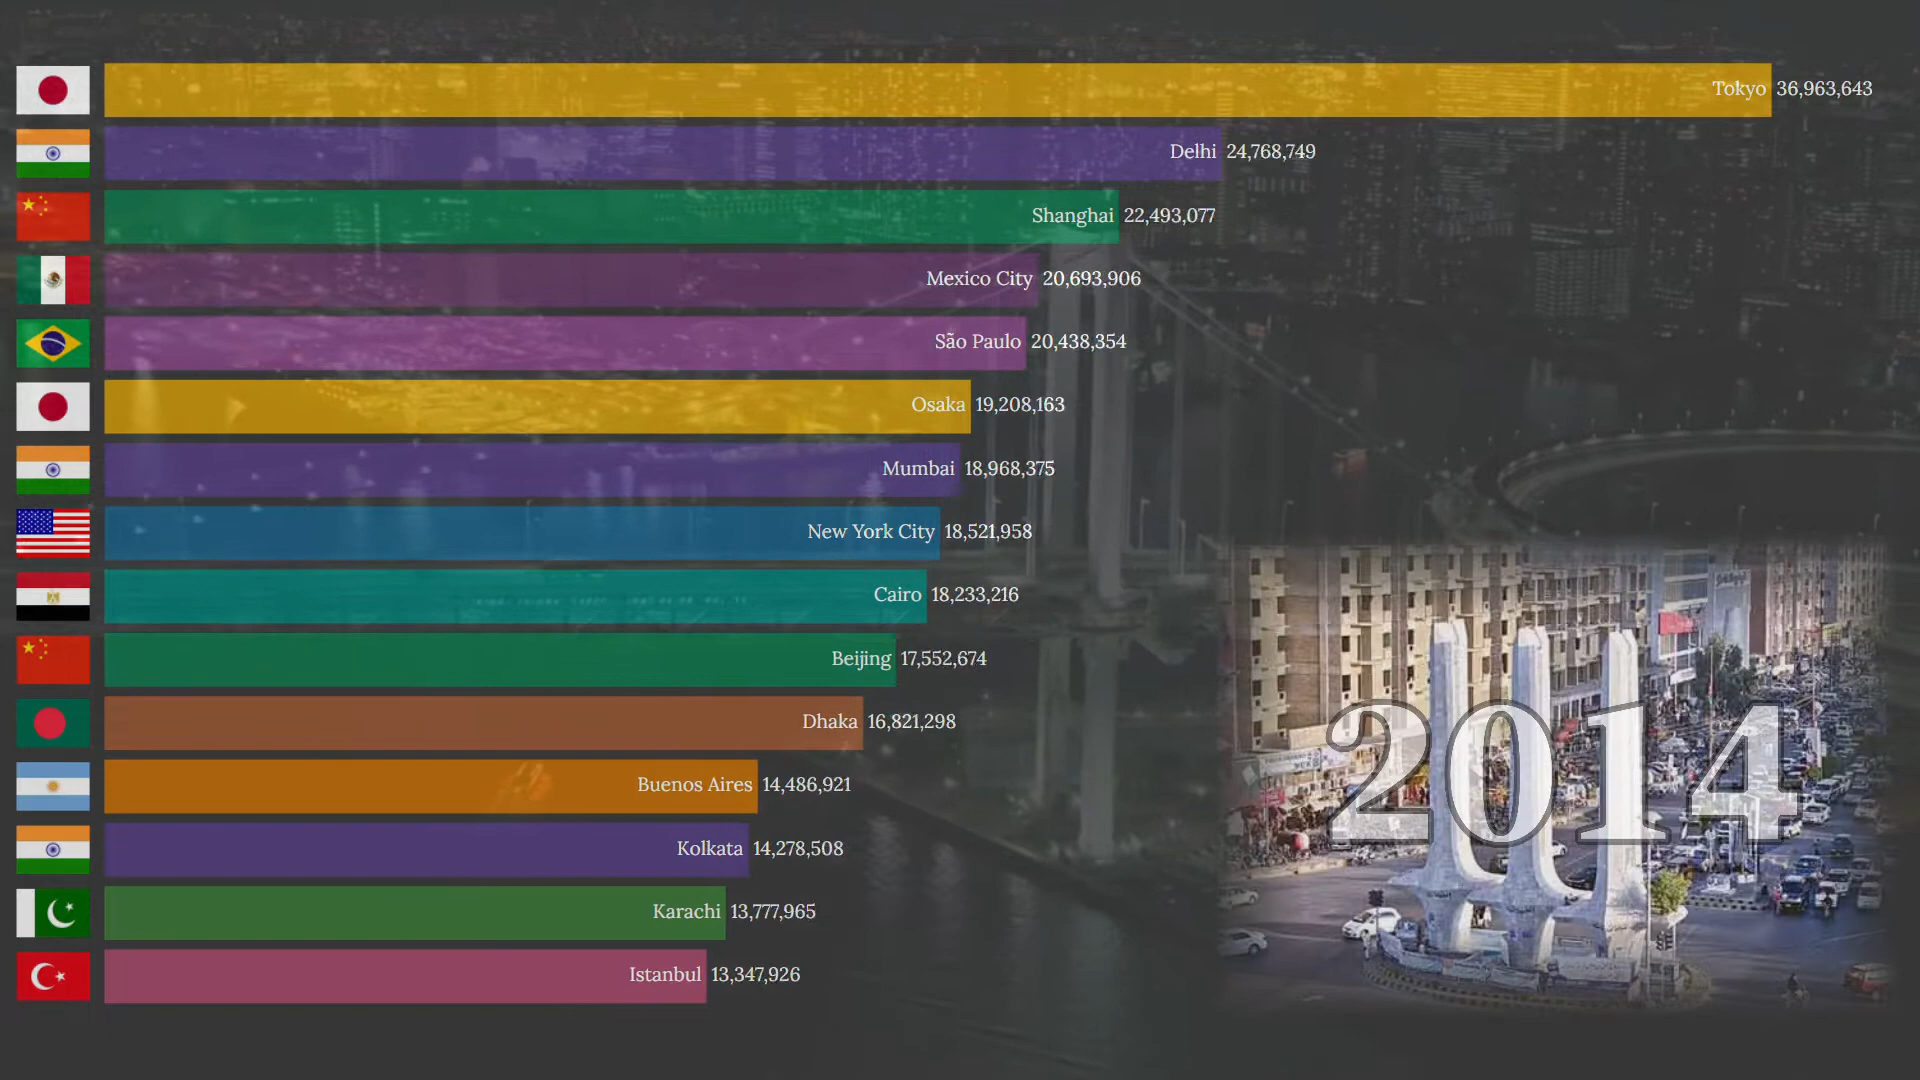 Tokyo 36,963,643
Delhi 24,768,749
Shanghai 22,493,077
Mexico City 20,693,906
São Paulo 20,438,354
Osaka 19,208,163
Mumbai 18,968,375
New York City 18,521,958
Cairo 18,233,216
Beijing 17,552,674
Dhaka 16,821,298
Buenos Aires 14,486,921
Kolkata 14,278,508
Karachi 13,777,965
Istanbul 13,347,926
2014